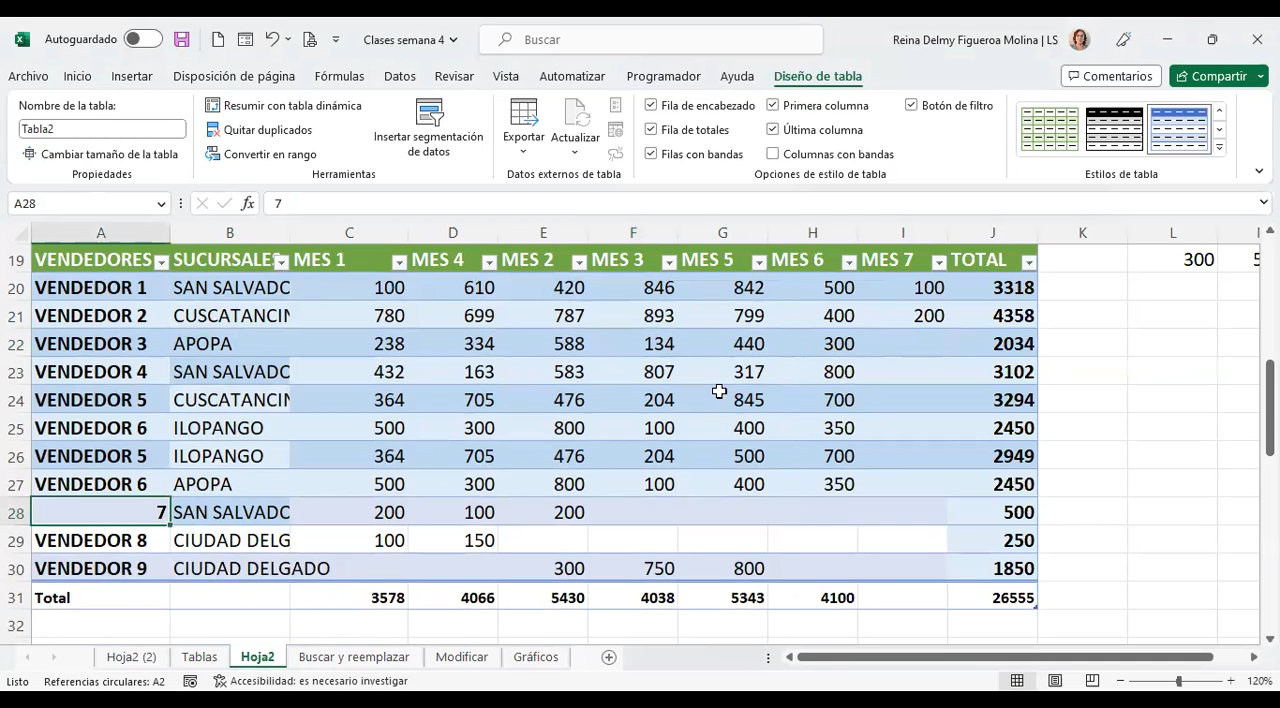 Autoguardado Clases semana 4 Buscar Reina Delmy Figueroa Molina | LS
Archivo Inicio Insertar Disposición de página Fórmulas Datos Revisar Vista Automatizar Programador Ayuda Diseño de tabla Comentarios Compartir
Nombre de la tabla:
Tabla2
Cambiar tamaño de la tabla
Propiedades
Resumir con tabla dinámica
Quitar duplicados
Convertir en rango
Insertar segmentación
de datos
Herramientas
Exportar
Actualizar
Datos externos de tabla
Fila de encabezado Primera columna Botón de filtro
Fila de totales Última columna
Filas con bandas Columnas con bandas
Opciones de estilo de tabla
Estilos de tabla
A28 fx 7
A B C D E F G H I J K L
19 VENDEDORES SUCURSALES MES 1 MES 4 MES 2 MES 3 MES 5 MES 6 MES 7 TOTAL 300
20 VENDEDOR 1 SAN SALVADO 100 610 420 846 842 500 100 3318
21 VENDEDOR 2 CUSCATANCIN 780 699 787 893 799 400 200 4358
22 VENDEDOR 3 APOPA 238 334 588 134 440 300 2034
23 VENDEDOR 4 SAN SALVADO 432 163 583 807 317 800 3102
24 VENDEDOR 5 CUSCATANCIN 364 705 476 204 845 700 3294
25 VENDEDOR 6 ILOPANGO 500 300 800 100 400 350 2450
26 VENDEDOR 5 ILOPANGO 364 705 476 204 500 700 2949
27 VENDEDOR 6 APOPA 500 300 800 100 400 350 2450
28 7 SAN SALVADO 200 100 200 500
29 VENDEDOR 8 CIUDAD DELG 100 150 250
30 VENDEDOR 9 CIUDAD DELGADO 300 750 800 1850
31 Total 3578 4066 5430 4038 5343 4100 26555
32
Hoja2 (2) Tablas Hoja2 Buscar y reemplazar Modificar Gráficos
Listo Referencias circulares: A2 Accesibilidad: es necesario investigar 120%